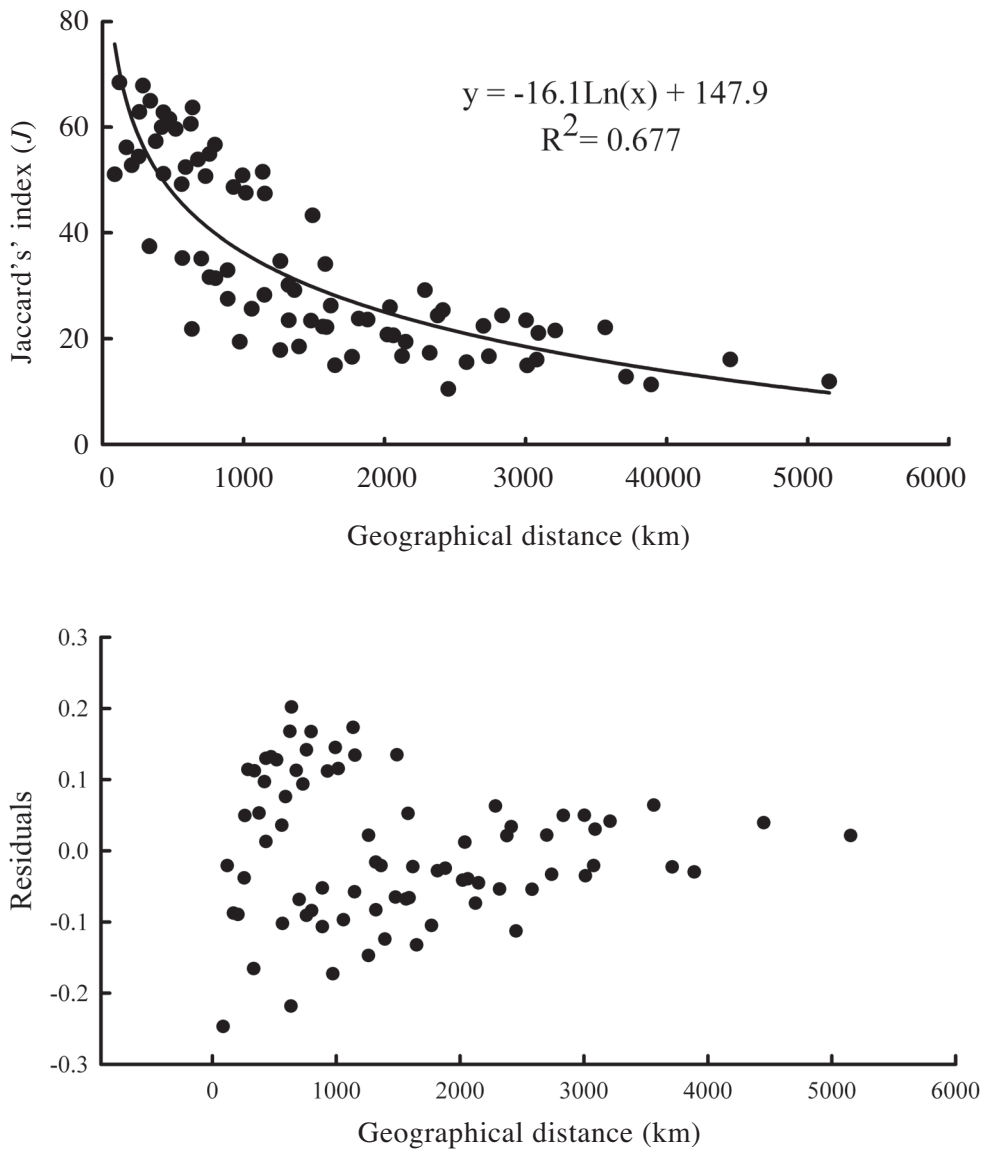 80
y = -16.1Ln(x) + 147.9
R2= 0.677
60
40
20
0
Jaccard's' index (J)
0 1000 2000 3000 40000 5000 6000
Geographical distance (km)
0.3
0.2
0.1
0.0
-0.1
-0.2
-0.3
Residuals
0 1000 2000 3000 4000 5000 6000
Geographical distance (km)